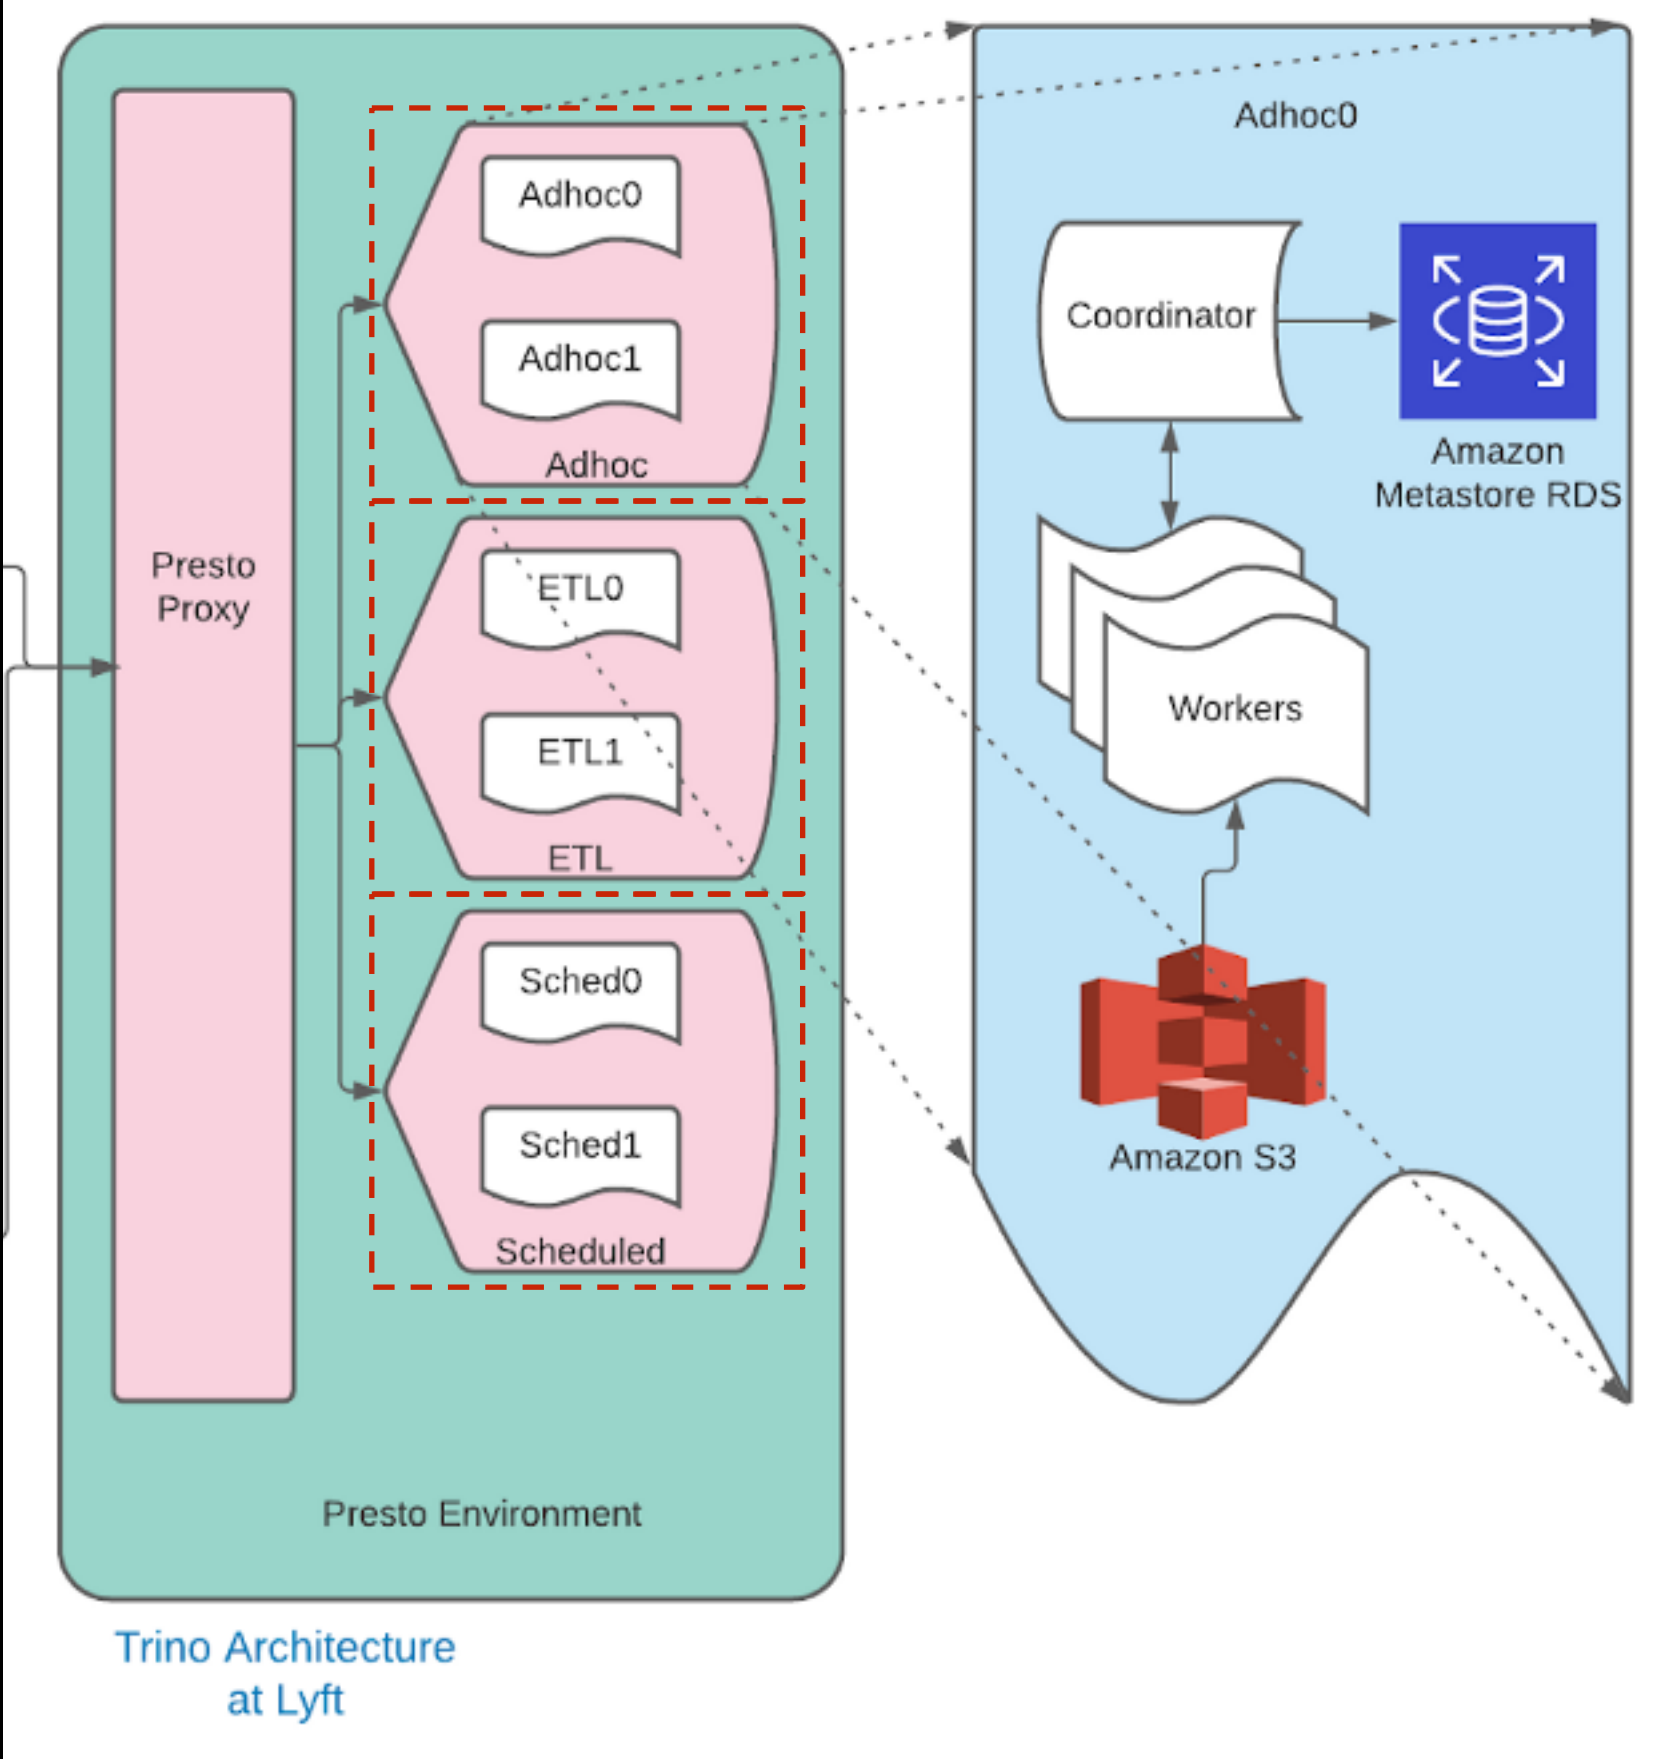 Presto
Proxy
Adhoc0
Adhoc1
Adhoc
ETL0
ETL1
ETL
Sched0
Sched1
Scheduled
Presto Environment
Adhoc0
Coordinator
Amazon
Metastore RDS
Workers
Amazon S3
Trino Architecture
at Lyft